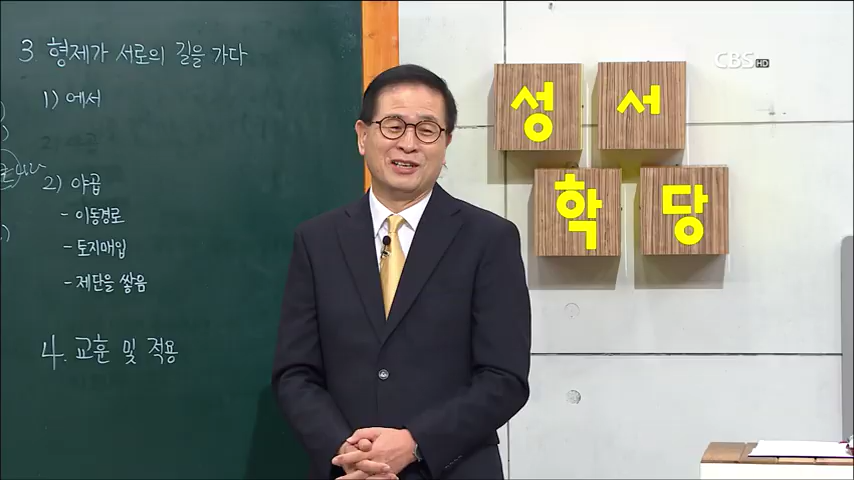 3 형제가 서로의 길을 가다
1) 에서
2) 야곱
- 이동경로
- 토지매입
- 제단을 쌓음
4. 교훈 및 적용
성서
학당
CBS HD